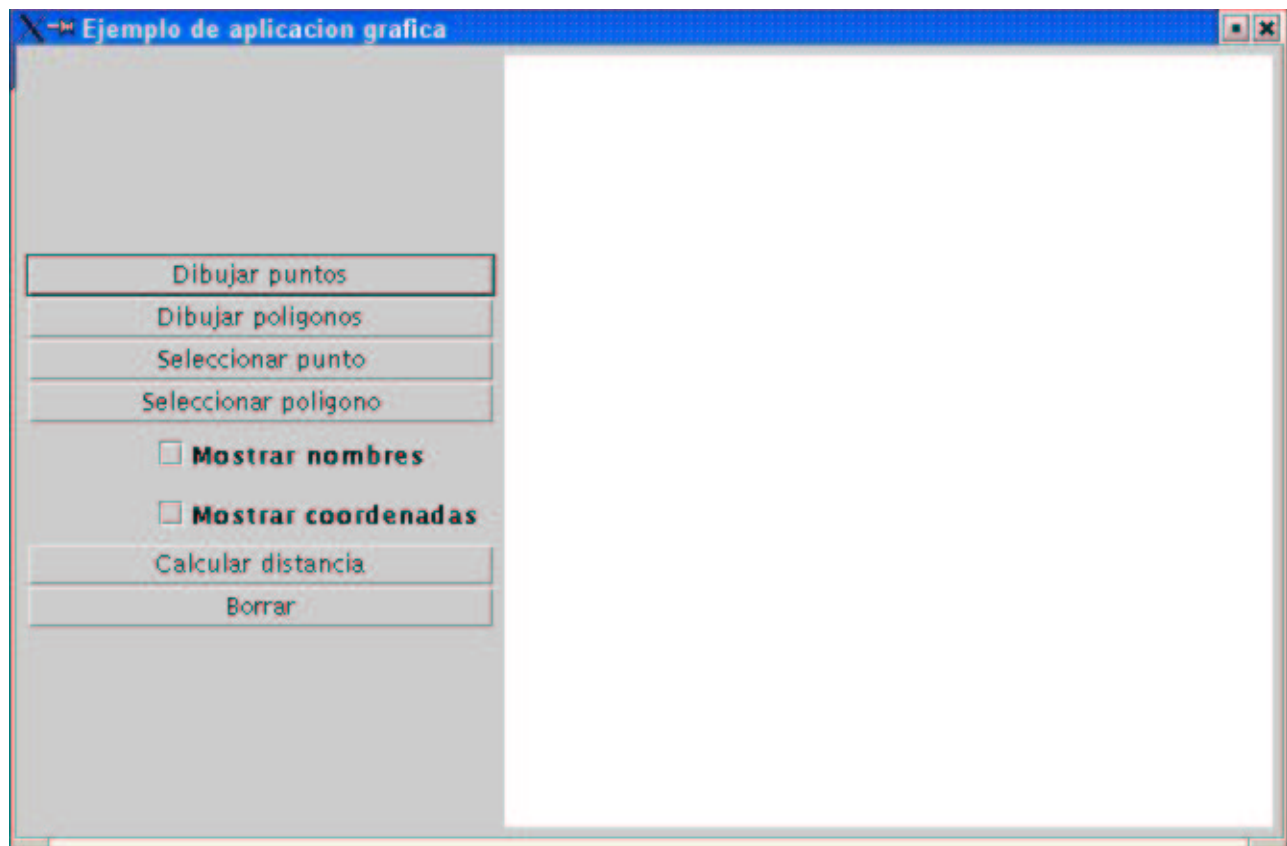 Ejemplo de aplicacion grafica
Dibujar puntos
Dibujar poligonos
Seleccionar punto
Seleccionar poligono
Mostrar nombres
Mostrar coordenadas
Calcular distancia
Borrar